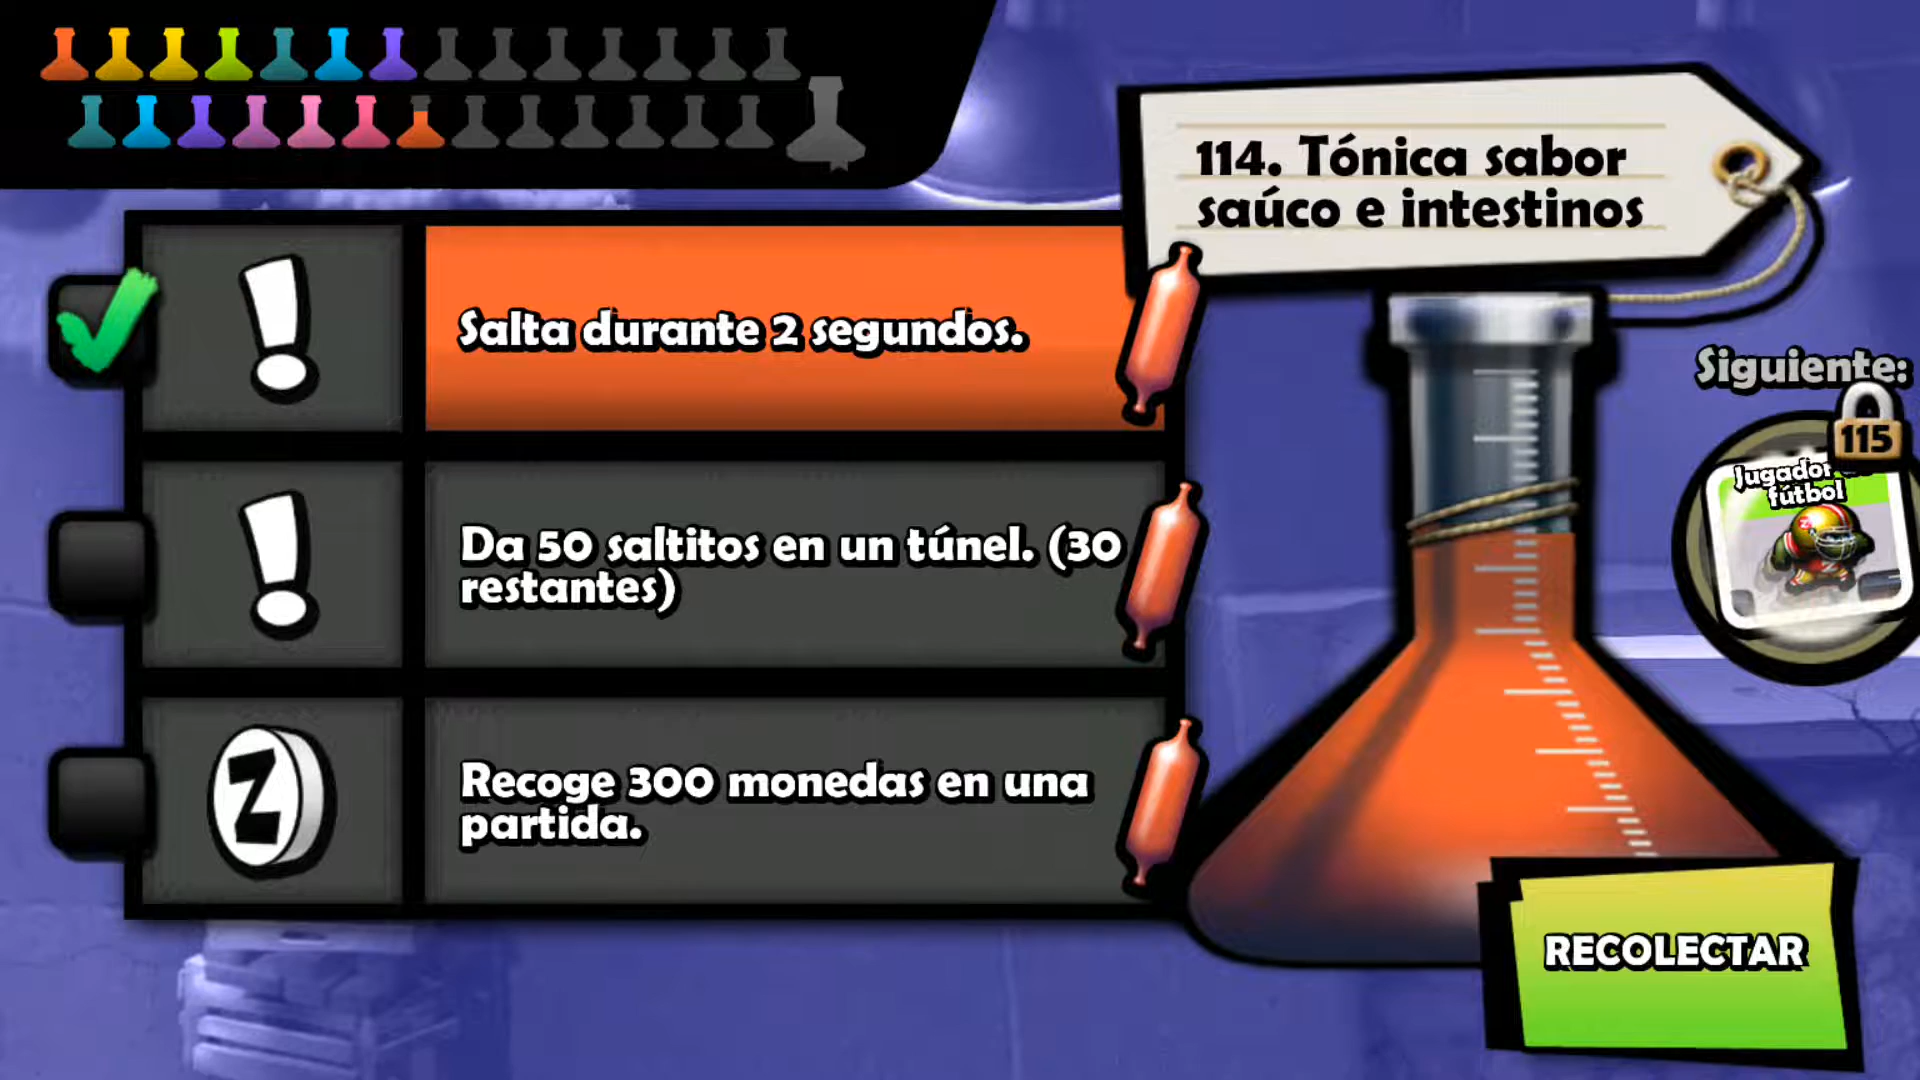 114. Tónica sabor
saúco e intestinos
Salta durante 2 segundos.
Da 50 saltitos en un túnel. (30
restantes)
Z
Recoge 300 monedas en una
partida.
Siguiente:
115
Jugador
fútbol
RECOLECTAR